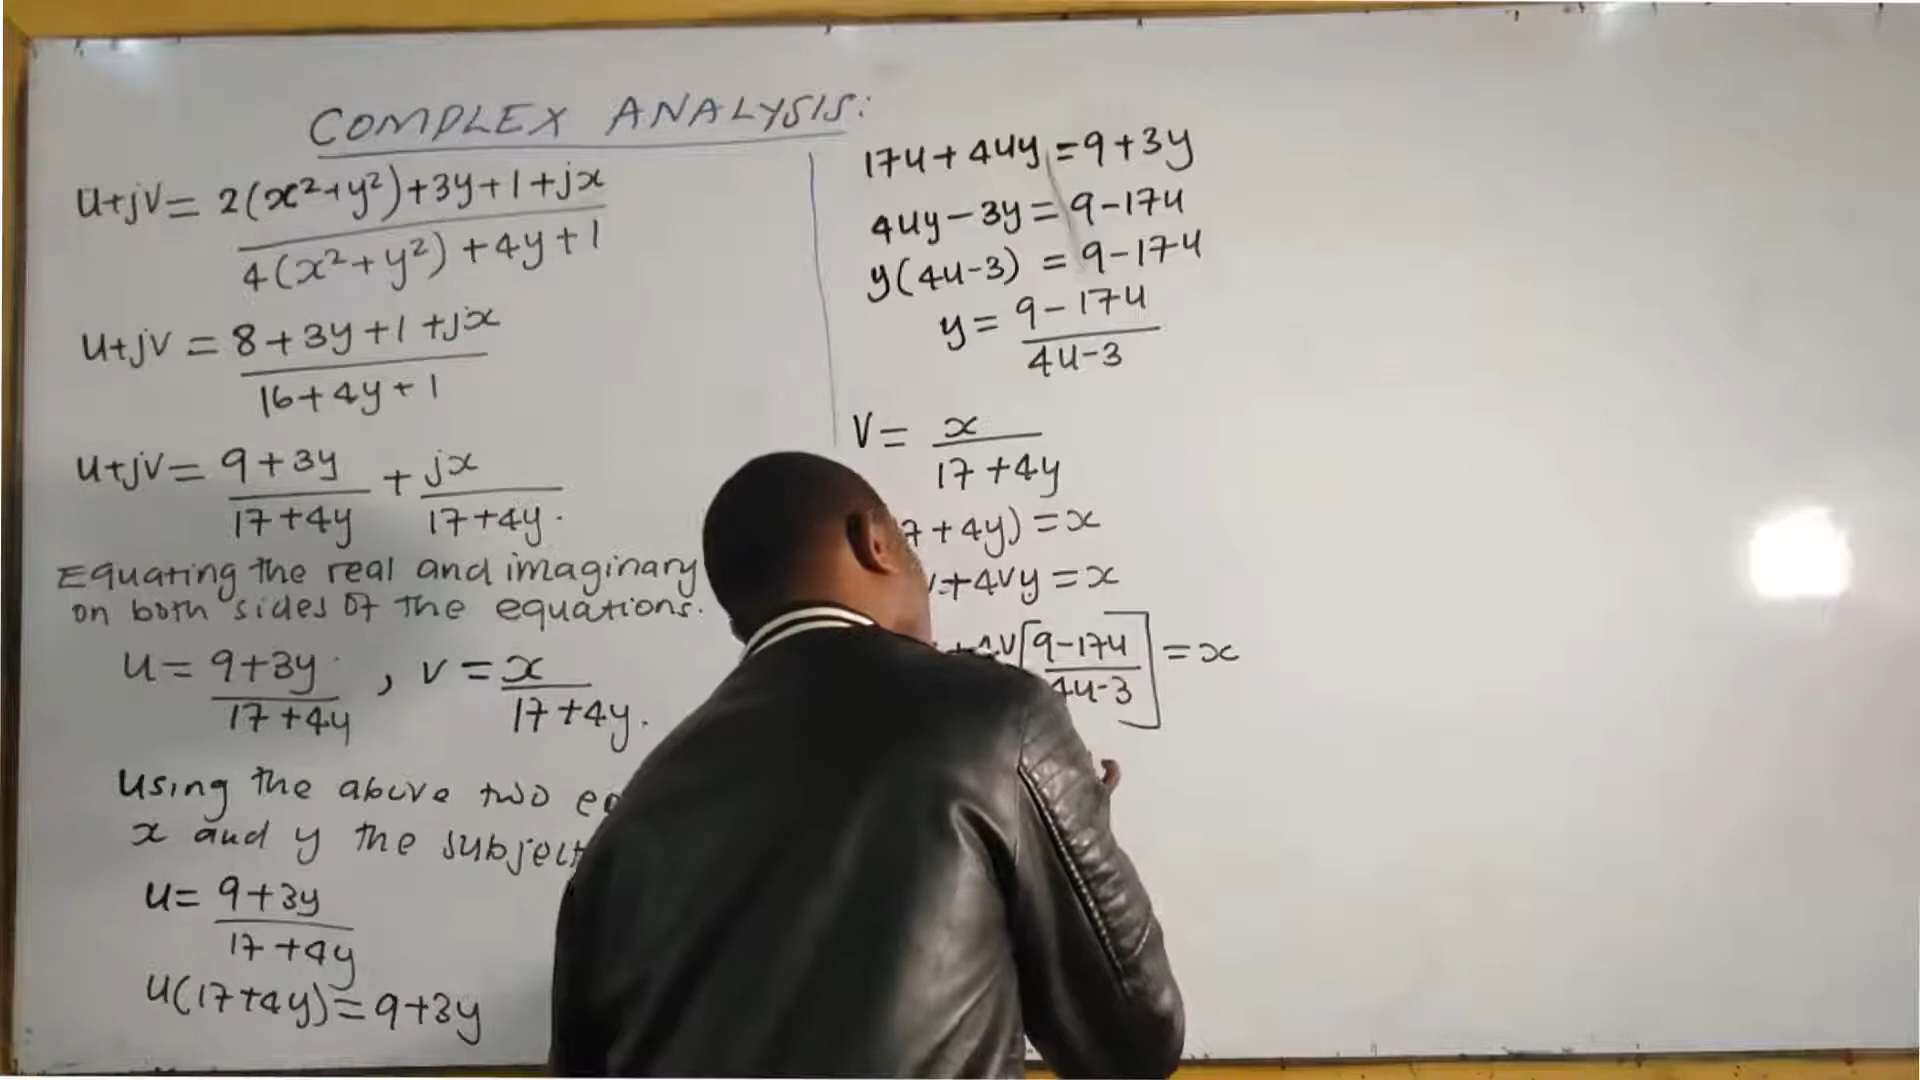 COMPLEX ANALYSIS:
u+jv = 2(x²+y²)+3y+1+jx
4(x²+y²)+4y+1
u+jv = 8+3y+1+jx
16+4y+1
u+jv = 9+3y + jx
17+4y 17+4y.
Equating the real and imaginary
on both sides of the equations.
u = 9+3y , v = x
17+4y 17+4y.
Using the above two
x and y the subject
u = 9+3y
17+4y
u(17+4y) = 9+3y
17u+4uy = 9+3y
4uy-3y = 9-17u
y(4u-3) = 9-17u
y = 9-17u
4u-3
v = x
17+4y
+4y) = x
+4vy = x
+4v[9-17u] = x
4u-3